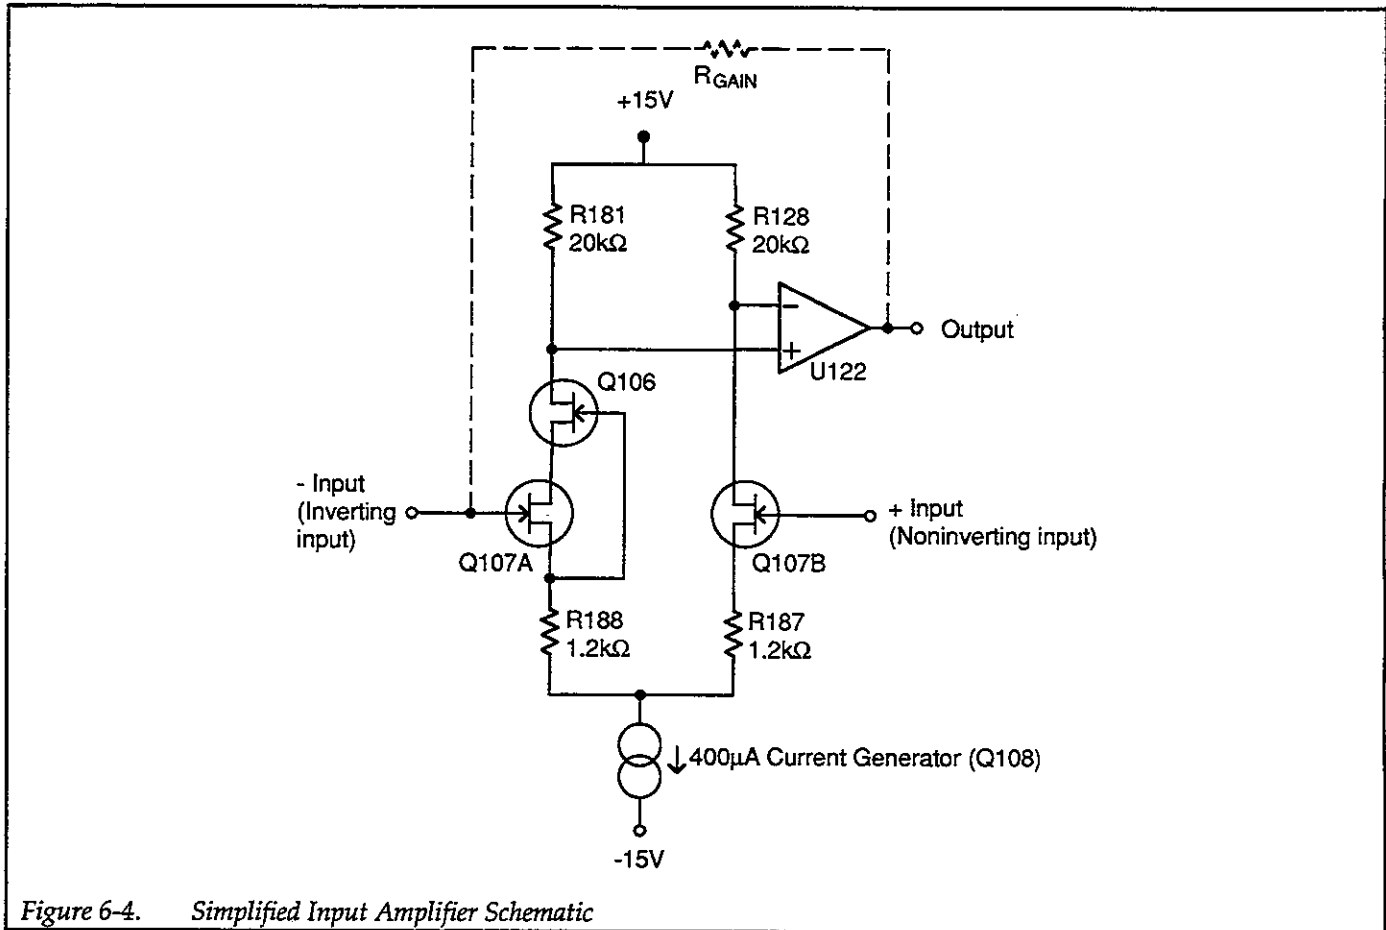 R_GAIN
+15V
R181
20kΩ
R128
20kΩ
−
+
U122
Output
Q106
- Input
(Inverting
input)
Q107A
+ Input
(Noninverting input)
Q107B
R188
1.2kΩ
R187
1.2kΩ
400μA Current Generator (Q108)
-15V
Figure 6-4. Simplified Input Amplifier Schematic